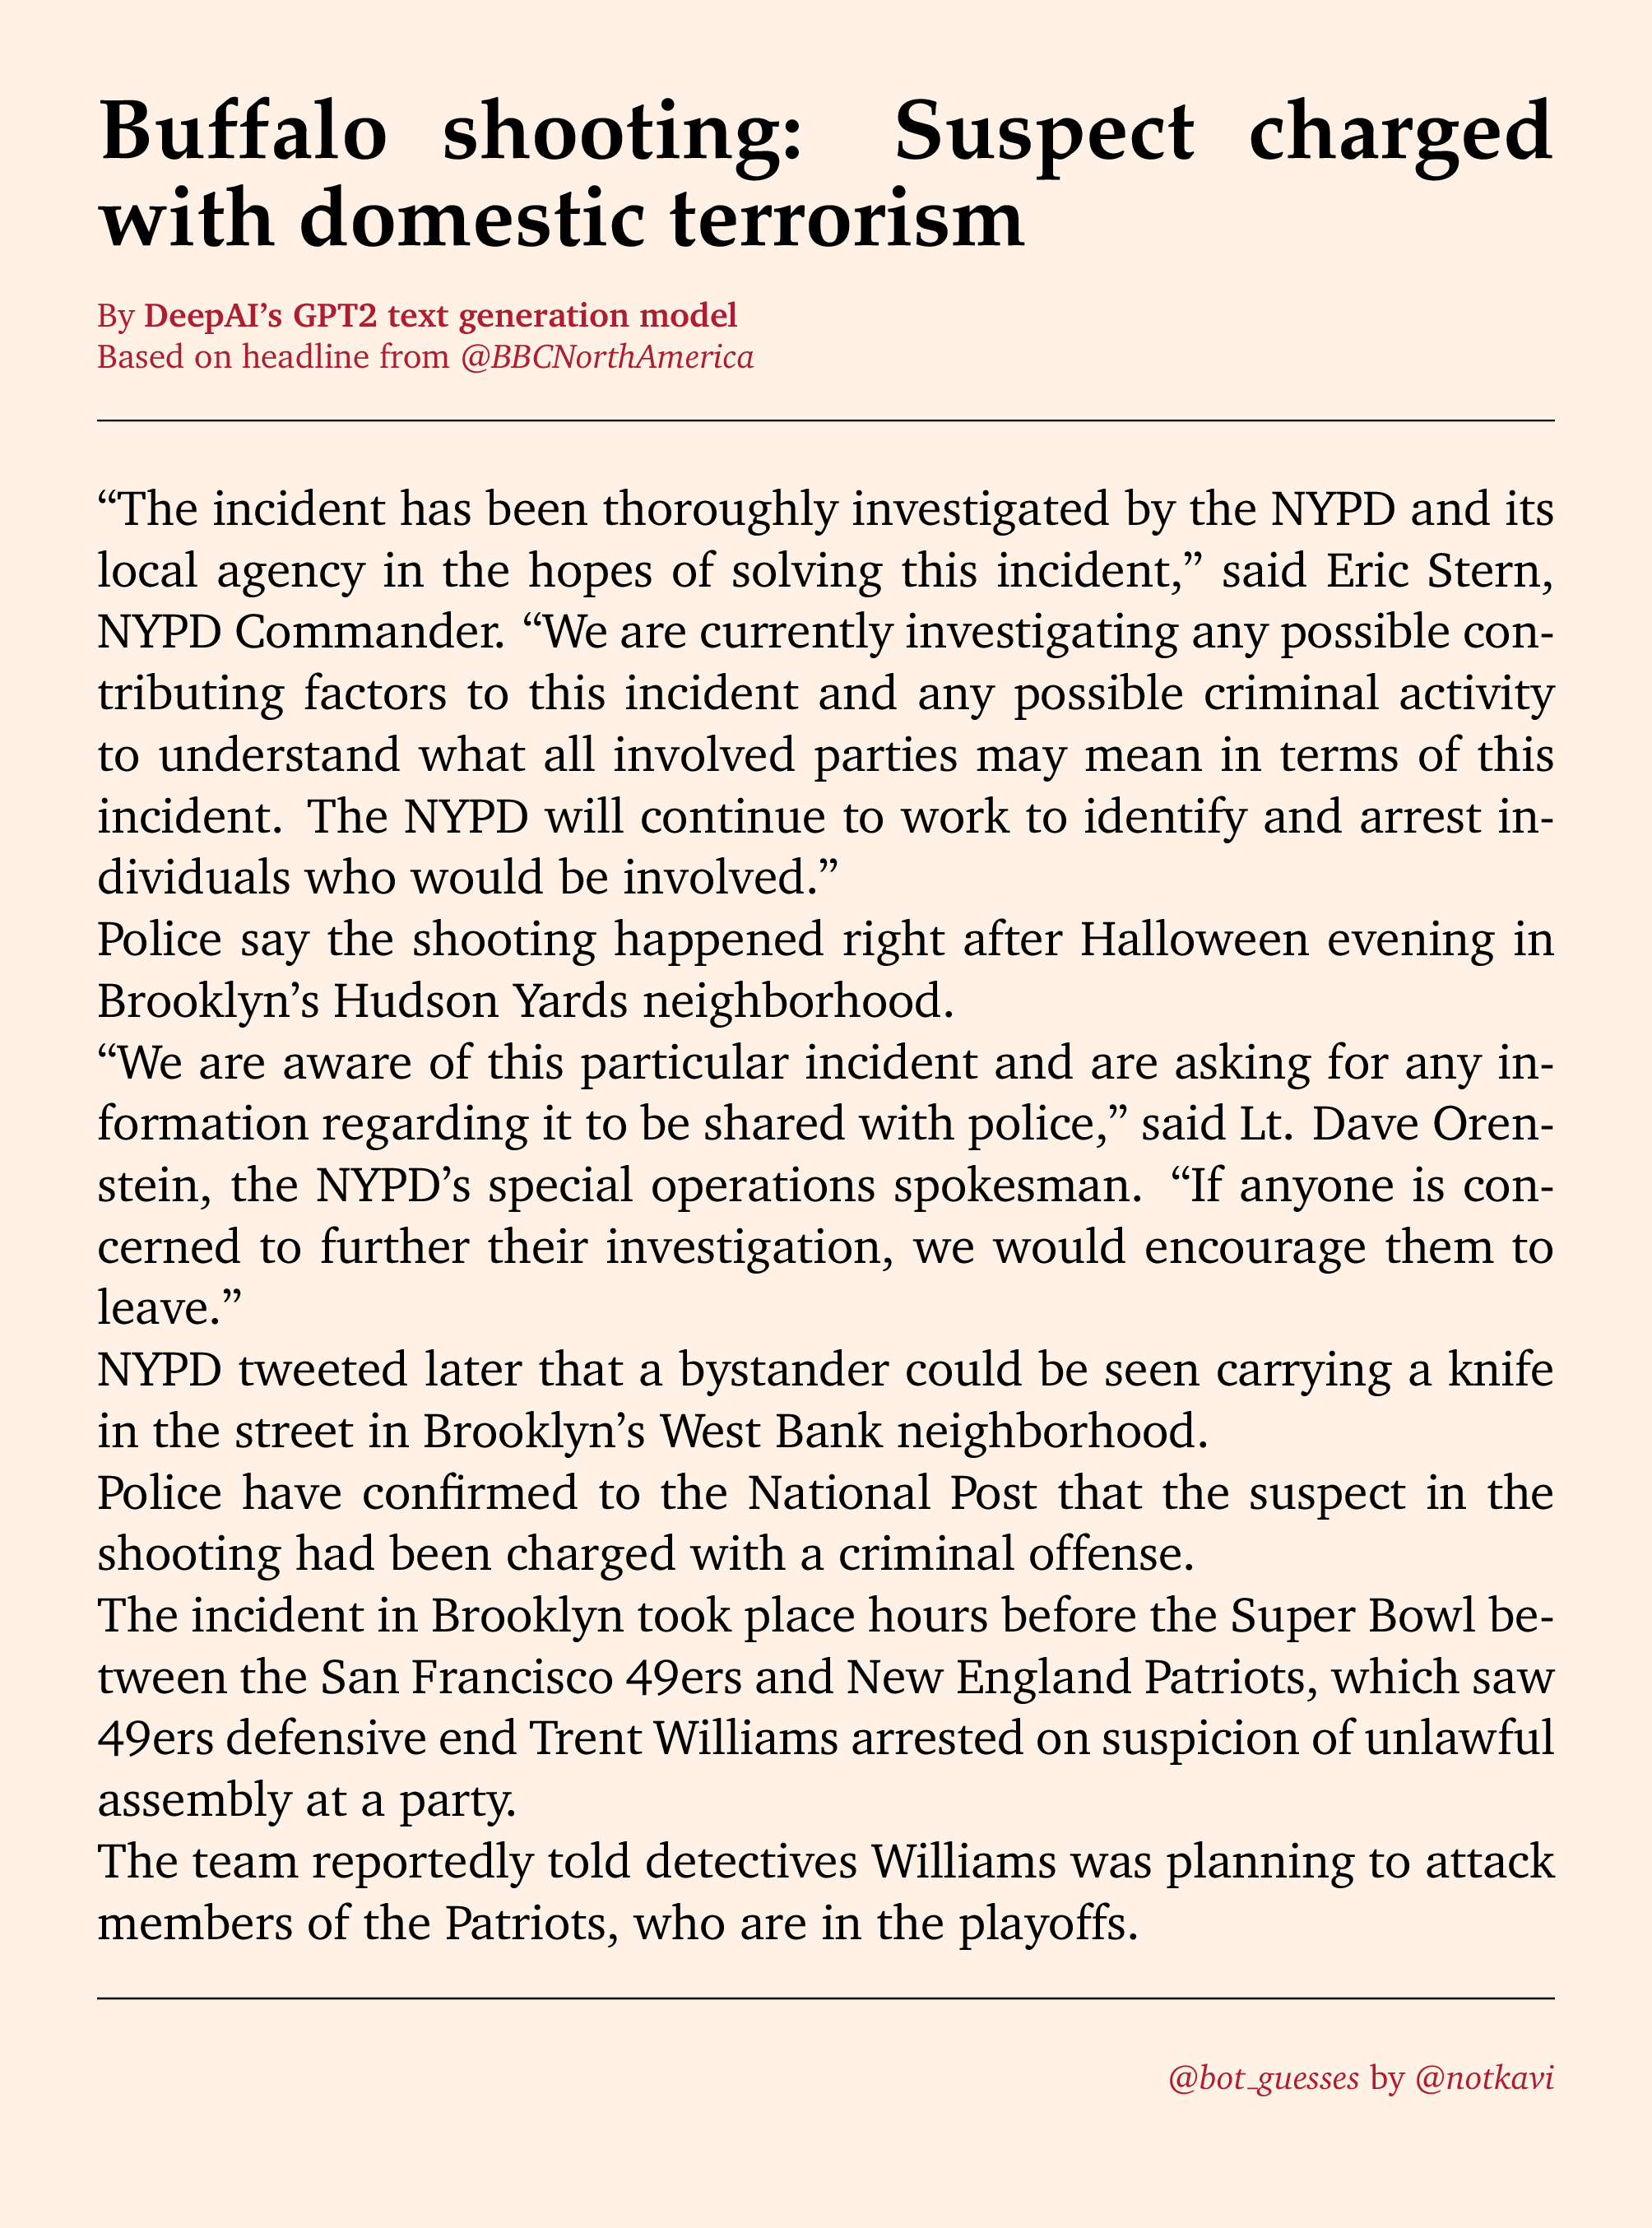 Buffalo shooting: Suspect charged
with domestic terrorism
By DeepAI’s GPT2 text generation model
Based on headline from @BBCNorthAmerica
“The incident has been thoroughly investigated by the NYPD and its
local agency in the hopes of solving this incident,” said Eric Stern,
NYPD Commander. “We are currently investigating any possible con-
tributing factors to this incident and any possible criminal activity
to understand what all involved parties may mean in terms of this
incident. The NYPD will continue to work to identify and arrest in-
dividuals who would be involved.”
Police say the shooting happened right after Halloween evening in
Brooklyn’s Hudson Yards neighborhood.
“We are aware of this particular incident and are asking for any in-
formation regarding it to be shared with police,” said Lt. Dave Oren-
stein, the NYPD’s special operations spokesman. “If anyone is con-
cerned to further their investigation, we would encourage them to
leave.”
NYPD tweeted later that a bystander could be seen carrying a knife
in the street in Brooklyn’s West Bank neighborhood.
Police have confirmed to the National Post that the suspect in the
shooting had been charged with a criminal offense.
The incident in Brooklyn took place hours before the Super Bowl be-
tween the San Francisco 49ers and New England Patriots, which saw
49ers defensive end Trent Williams arrested on suspicion of unlawful
assembly at a party.
The team reportedly told detectives Williams was planning to attack
members of the Patriots, who are in the playoffs.
@bot_guesses by @notkavi